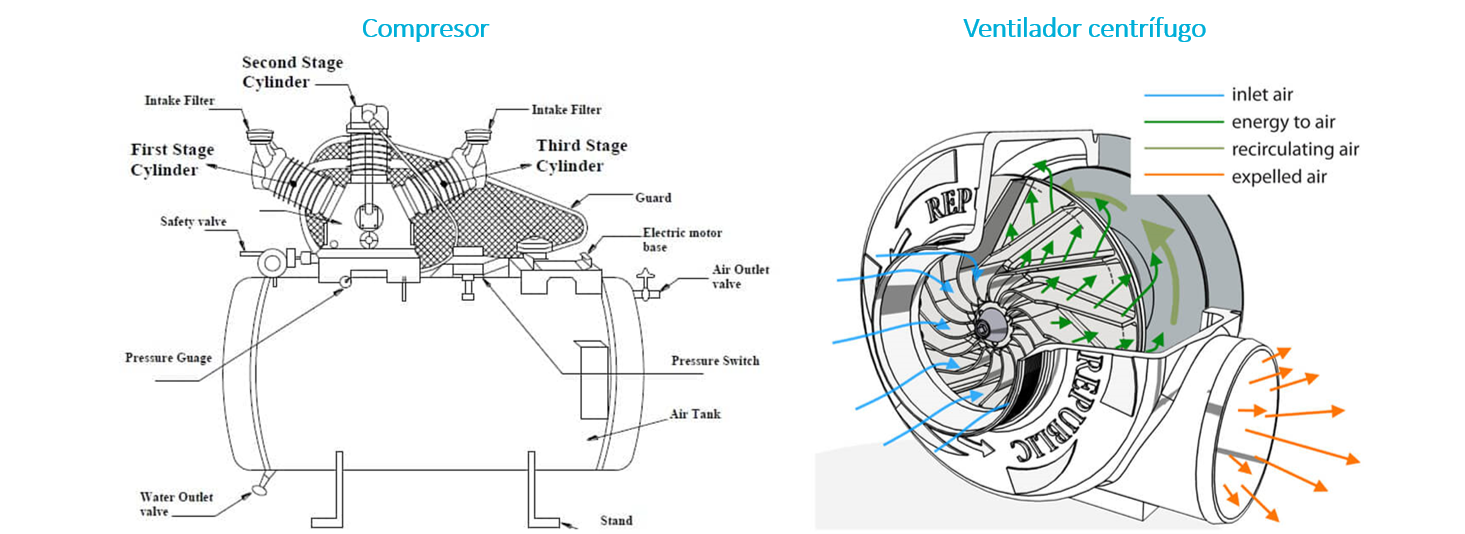 Compresor
Second Stage
Cylinder
Intake Filter
Intake Filter
First Stage
Cylinder
Third Stage
Cylinder
Guard
Safety valve
Electric motor
base
Air Outlet
valve
Pressure Guage
Pressure Switch
Air Tank
Water Outlet
valve
Stand
Ventilador centrífugo
inlet air
energy to air
recirculating air
expelled air
REPU
REPUBLIC